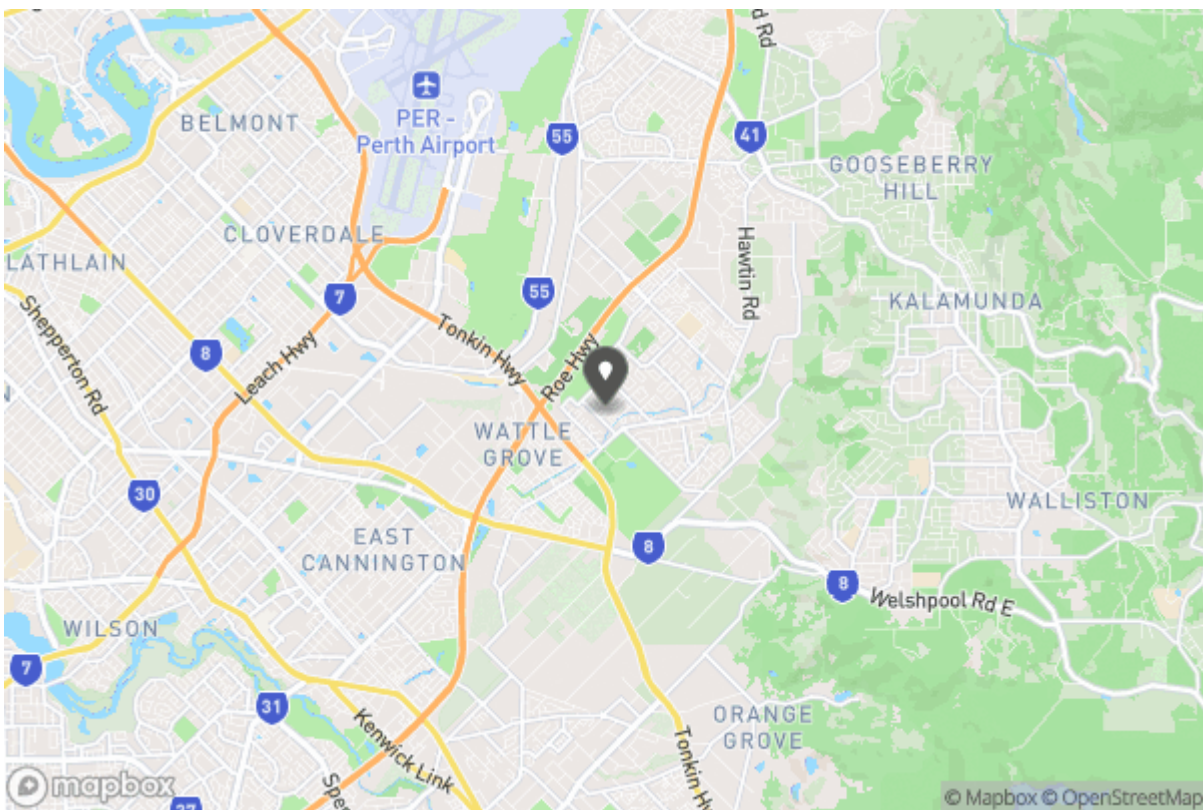 d Rd
BELMONT
PER -
Perth Airport
55
41
GOOSEBERRY
HILL
CLOVERDALE
LATHLAIN
Hawtin Rd
7
55
KALAMUNDA
Shepperton Rd
8
Leach Hwy
Tonkin Hwy
Roe Hwy
WATTLE
GROVE
30
WALLISTON
EAST
CANNINGTON
8
8
Welshpool Rd E
WILSON
7
31
ORANGE
GROVE
Kenwick Link
Tonkin Hw
Spe
mapbox
27
© Mapbox © OpenStreetMap